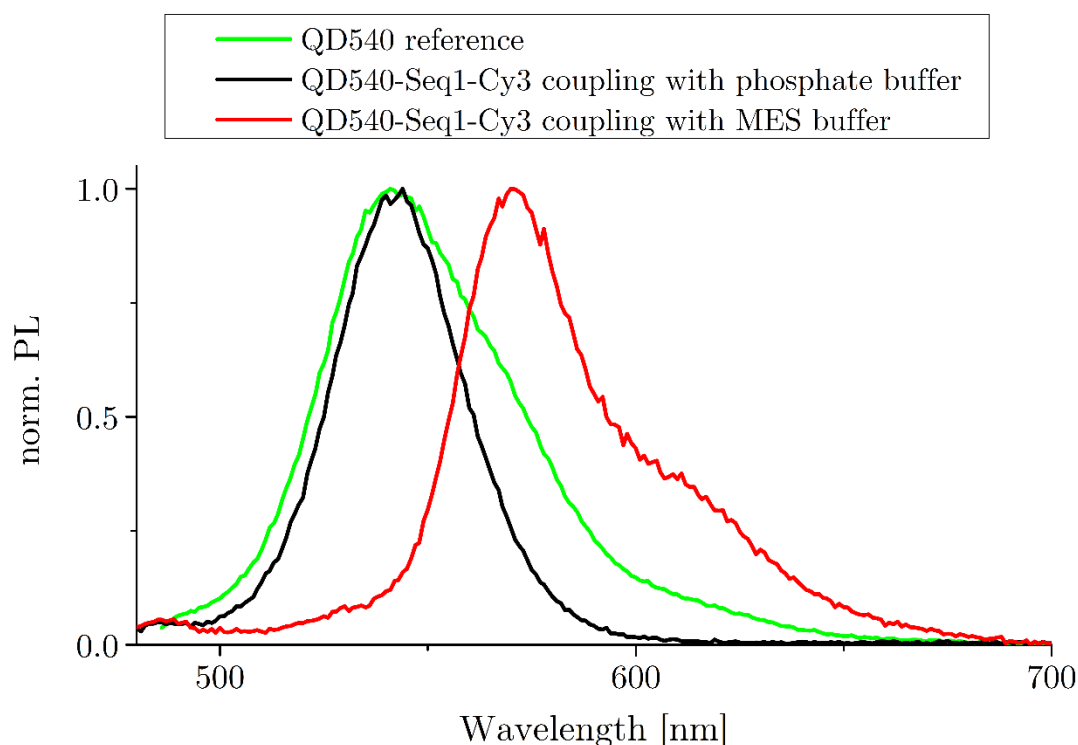 QD540 reference
QD540-Seq1-Cy3 coupling with phosphate buffer
QD540-Seq1-Cy3 coupling with MES buffer
1.0
0.5
0.0
norm. PL
500
600
700
Wavelength [nm]